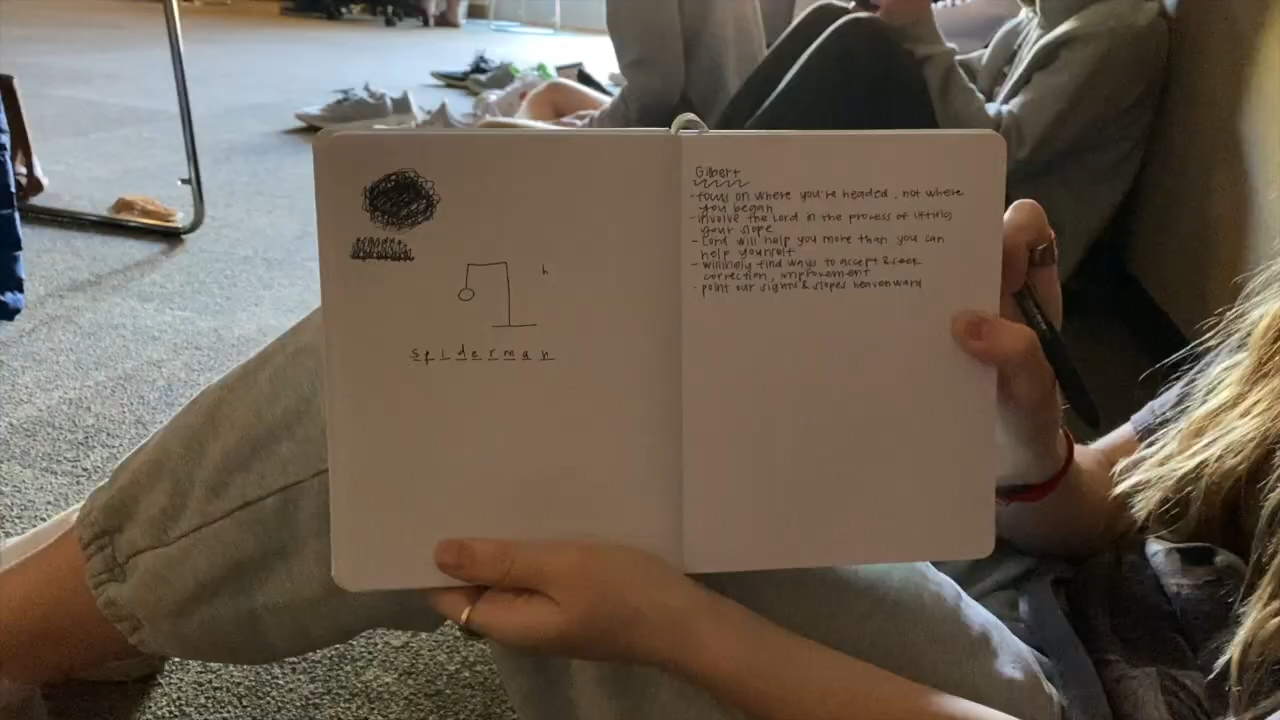 h
spiderman
Gilbert
- focus on where you're headed, not where
you began
- involve the Lord in the process of lifting
your slope
- Lord will help you more than you can
help yourself
- willingly find ways to accept & seek
correction, improvement
- point our sights & slopes heavenward